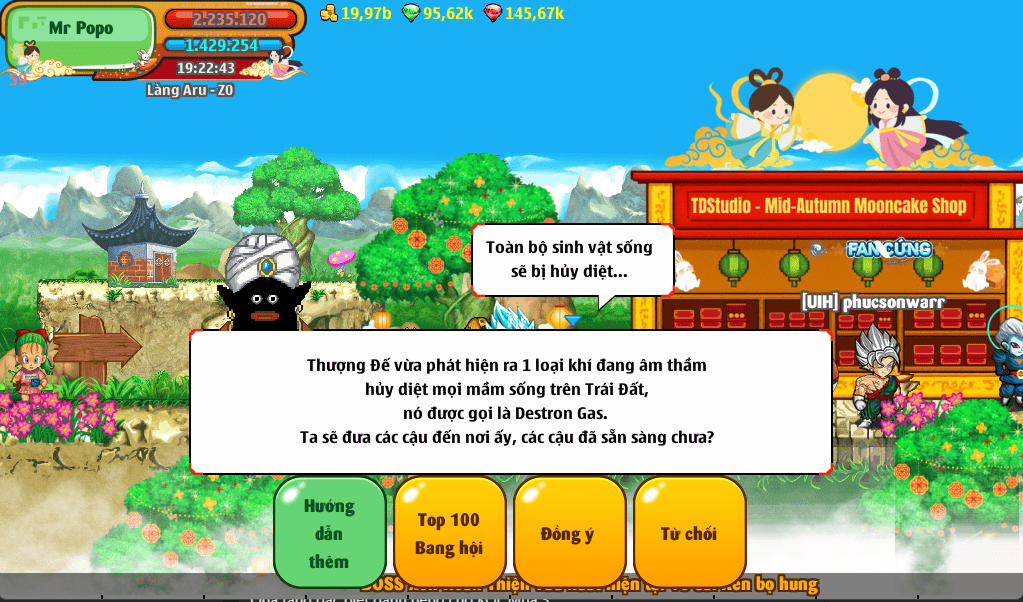 Mr Popo
2.235.120
1.429.254
19:22:43
59
Làng Aru - Z0
19,97b 95,62k 145,67k
TDStudio - Mid-Autumn Mooncake Shop
FAN CỨNG
[UIH] phucsonwarr
Toàn bộ sinh vật sống
sẽ bị hủy diệt...
Thượng Đế vừa phát hiện ra 1 loại khí đang âm thầm
hủy diệt mọi mầm sống trên Trái Đất,
nó được gọi là Destron Gas.
Ta sẽ đưa các cậu đến nơi ấy, các cậu đã sẵn sàng chưa?
Hướng
dẫn
thêm
Top 100
Bang hội
Đồng ý
Từ chối
BOSS
bọ hung